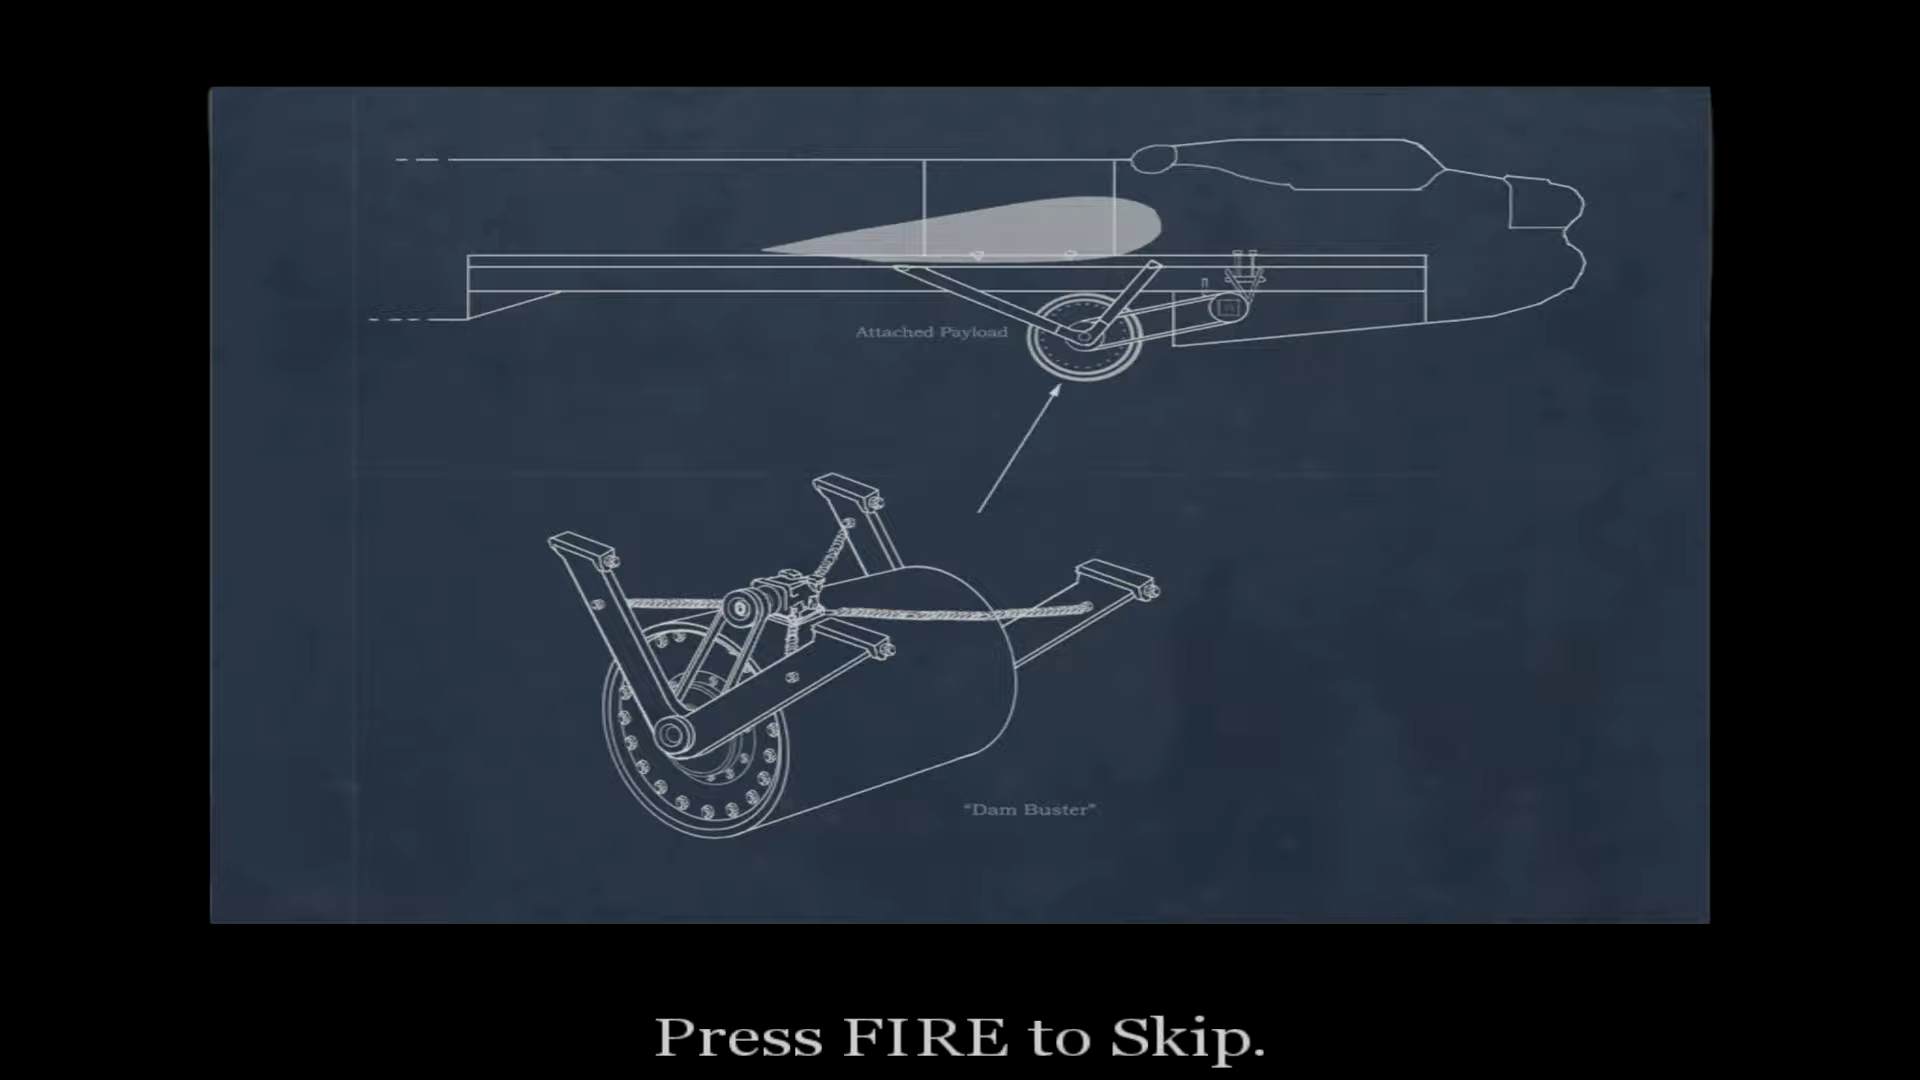 Attached Payload
"Dam Buster"
Press FIRE to Skip.